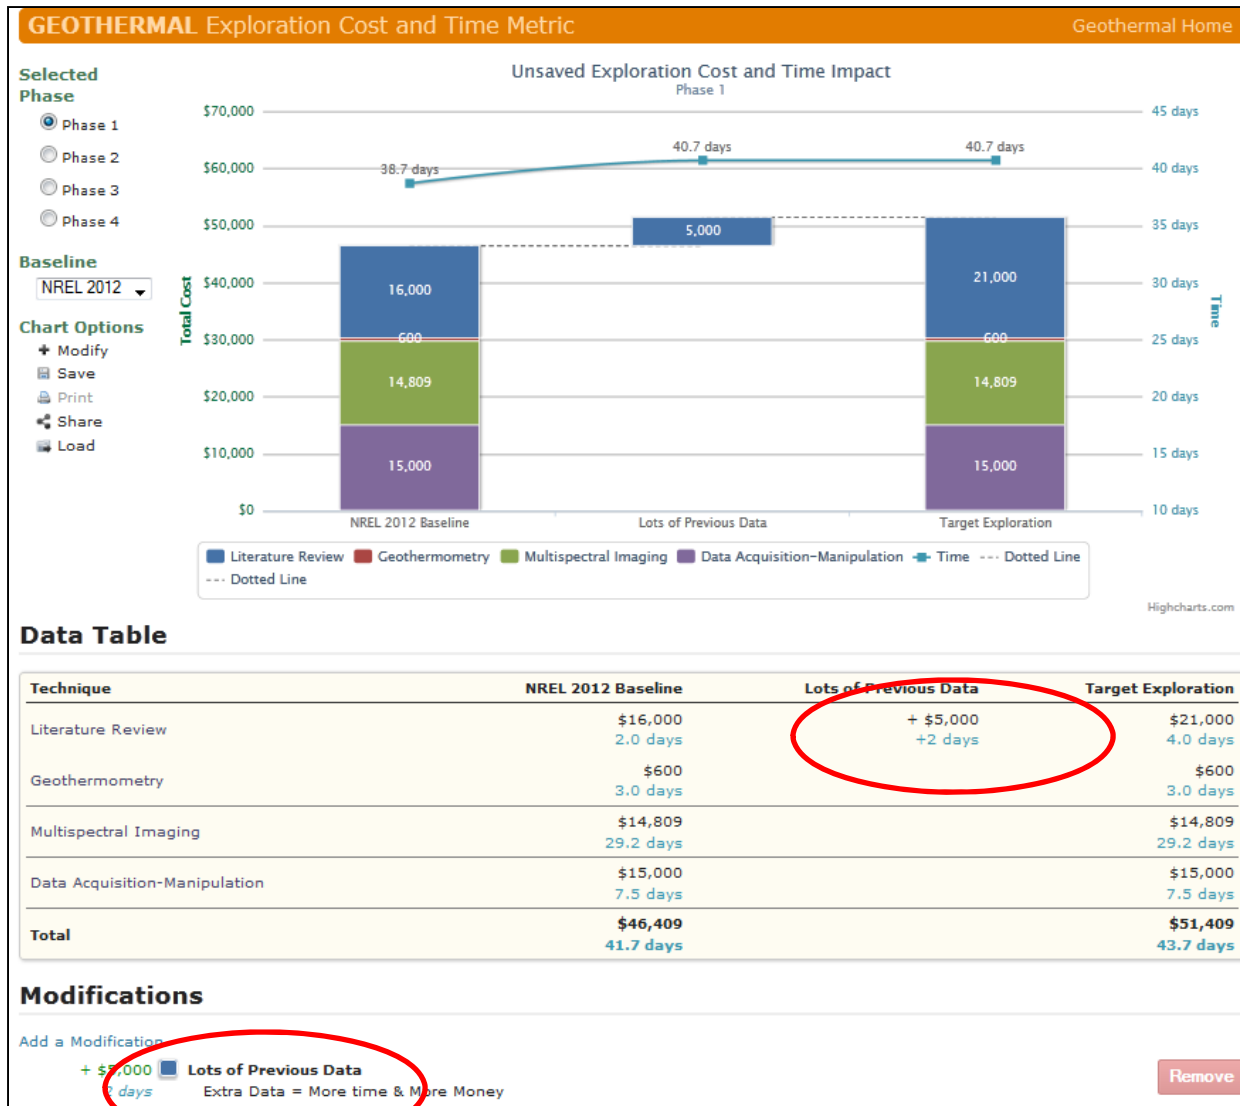 GEOTHERMAL Exploration Cost and Time Metric
Geothermal Home
Selected
Phase
Phase 1
Phase 2
Phase 3
Phase 4
Baseline
NREL 2012
Chart Options
Modify
Save
Print
Share
Load
Unsaved Exploration Cost and Time Impact
Phase 1
Total Cost
$70,000
$60,000
$50,000
$40,000
$30,000
$20,000
$10,000
$0
38.7 days
40.7 days
40.7 days
16,000
600
14,809
15,000
5,000
21,000
600
14,809
15,000
45 days
40 days
35 days
30 days
25 days
20 days
15 days
10 days
Time
NREL 2012 Baseline
Lots of Previous Data
Target Exploration
Literature Review Geothermometry Multispectral Imaging Data Acquisition-Manipulation Time Dotted Line
Dotted Line
Highcharts.com
Data Table
Technique NREL 2012 Baseline Lots of Previous Data Target Exploration
Literature Review $16,000 + $5,000 $21,000
2.0 days +2 days 4.0 days
Geothermometry $600 $600
3.0 days 3.0 days
Multispectral Imaging $14,809 $14,809
29.2 days 29.2 days
Data Acquisition-Manipulation $15,000 $15,000
7.5 days 7.5 days
Total $46,409 $51,409
41.7 days 43.7 days
Modifications
Add a Modification
+ $5,000 Lots of Previous Data
2 days Extra Data = More time & More Money
Remove